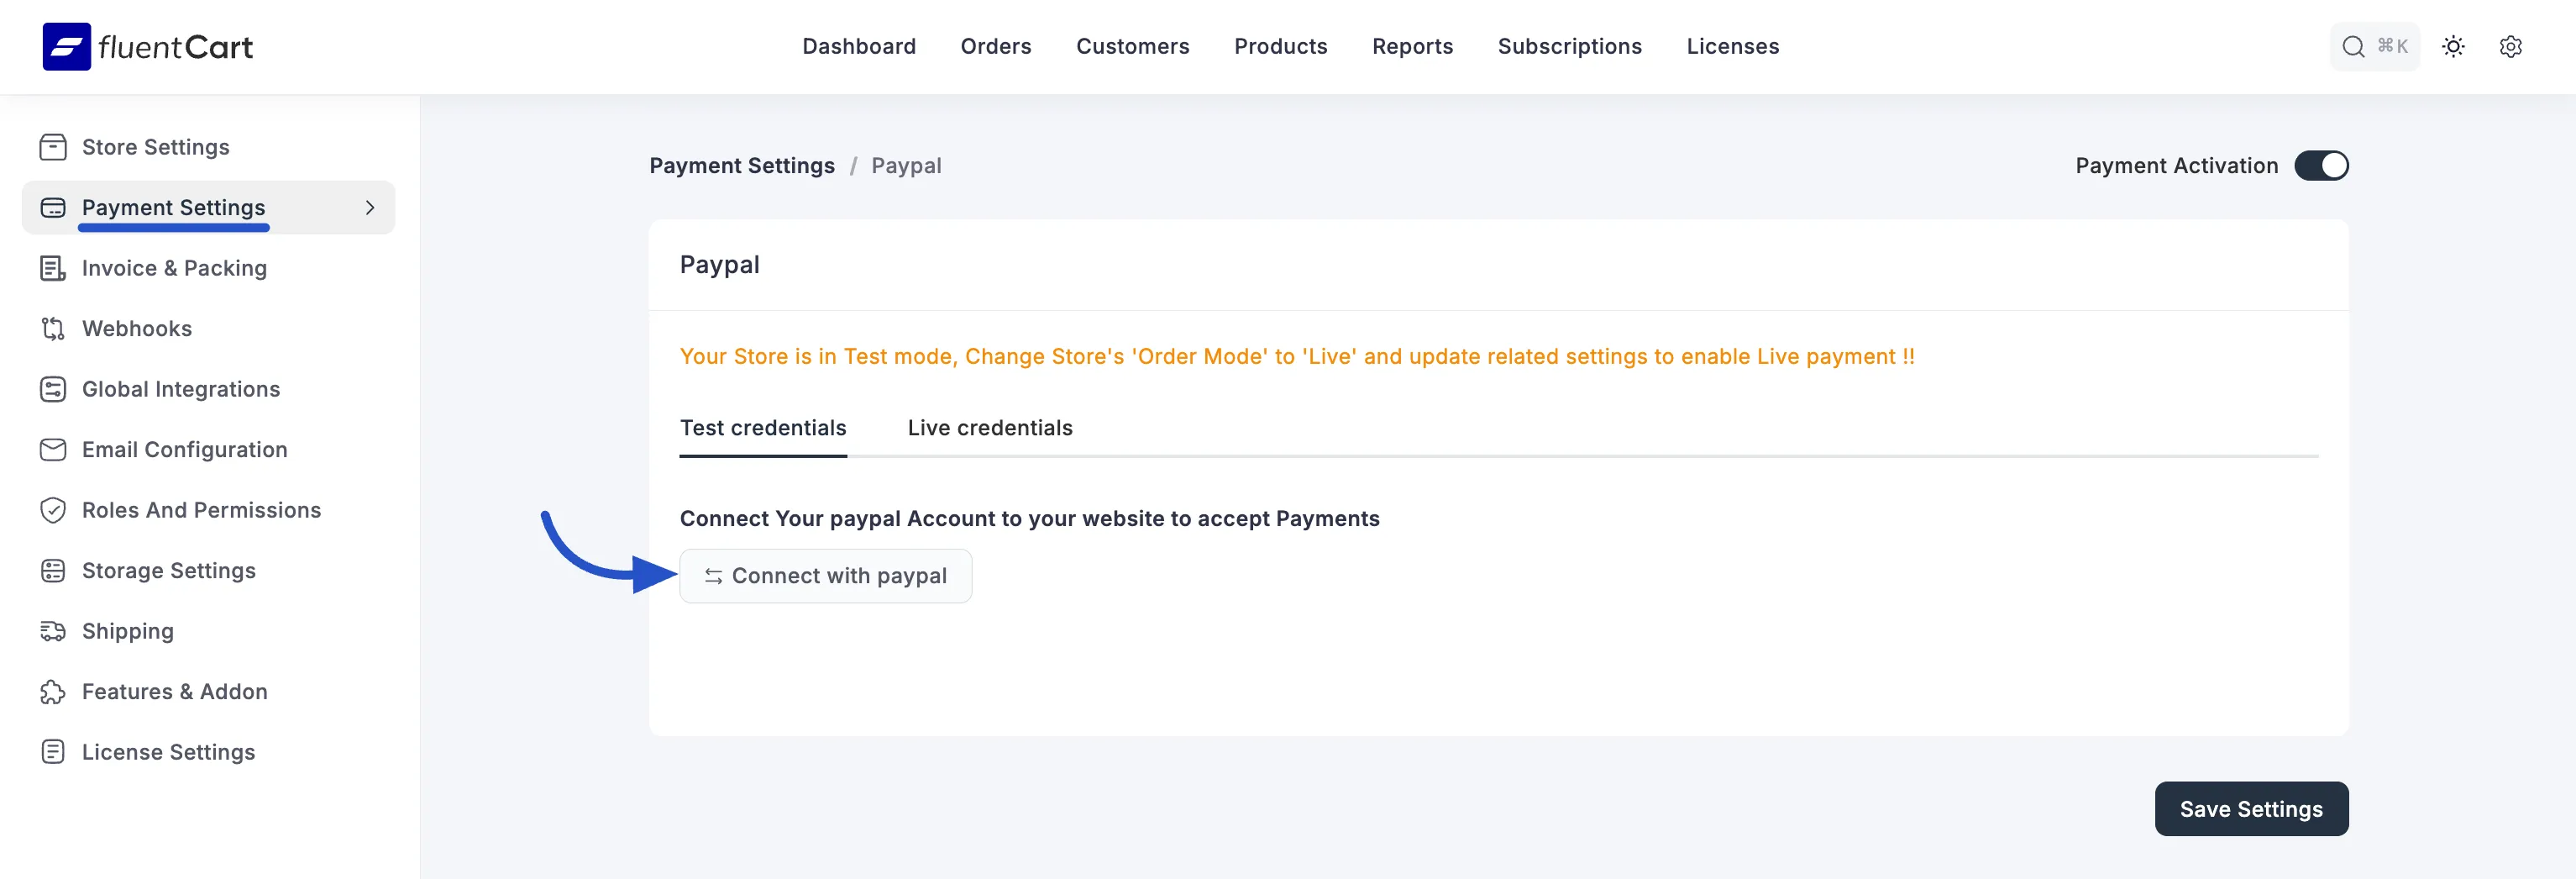 fluentCart
Dashboard Orders Customers Products Reports Subscriptions Licenses
⌘K
Store Settings
Payment Settings
Invoice & Packing
Webhooks
Global Integrations
Email Configuration
Roles And Permissions
Storage Settings
Shipping
Features & Addon
License Settings
Payment Settings / Paypal
Payment Activation
Paypal
Your Store is in Test mode, Change Store's 'Order Mode' to 'Live' and update related settings to enable Live payment !!
Test credentials Live credentials
Connect Your paypal Account to your website to accept Payments
Connect with paypal
Save Settings